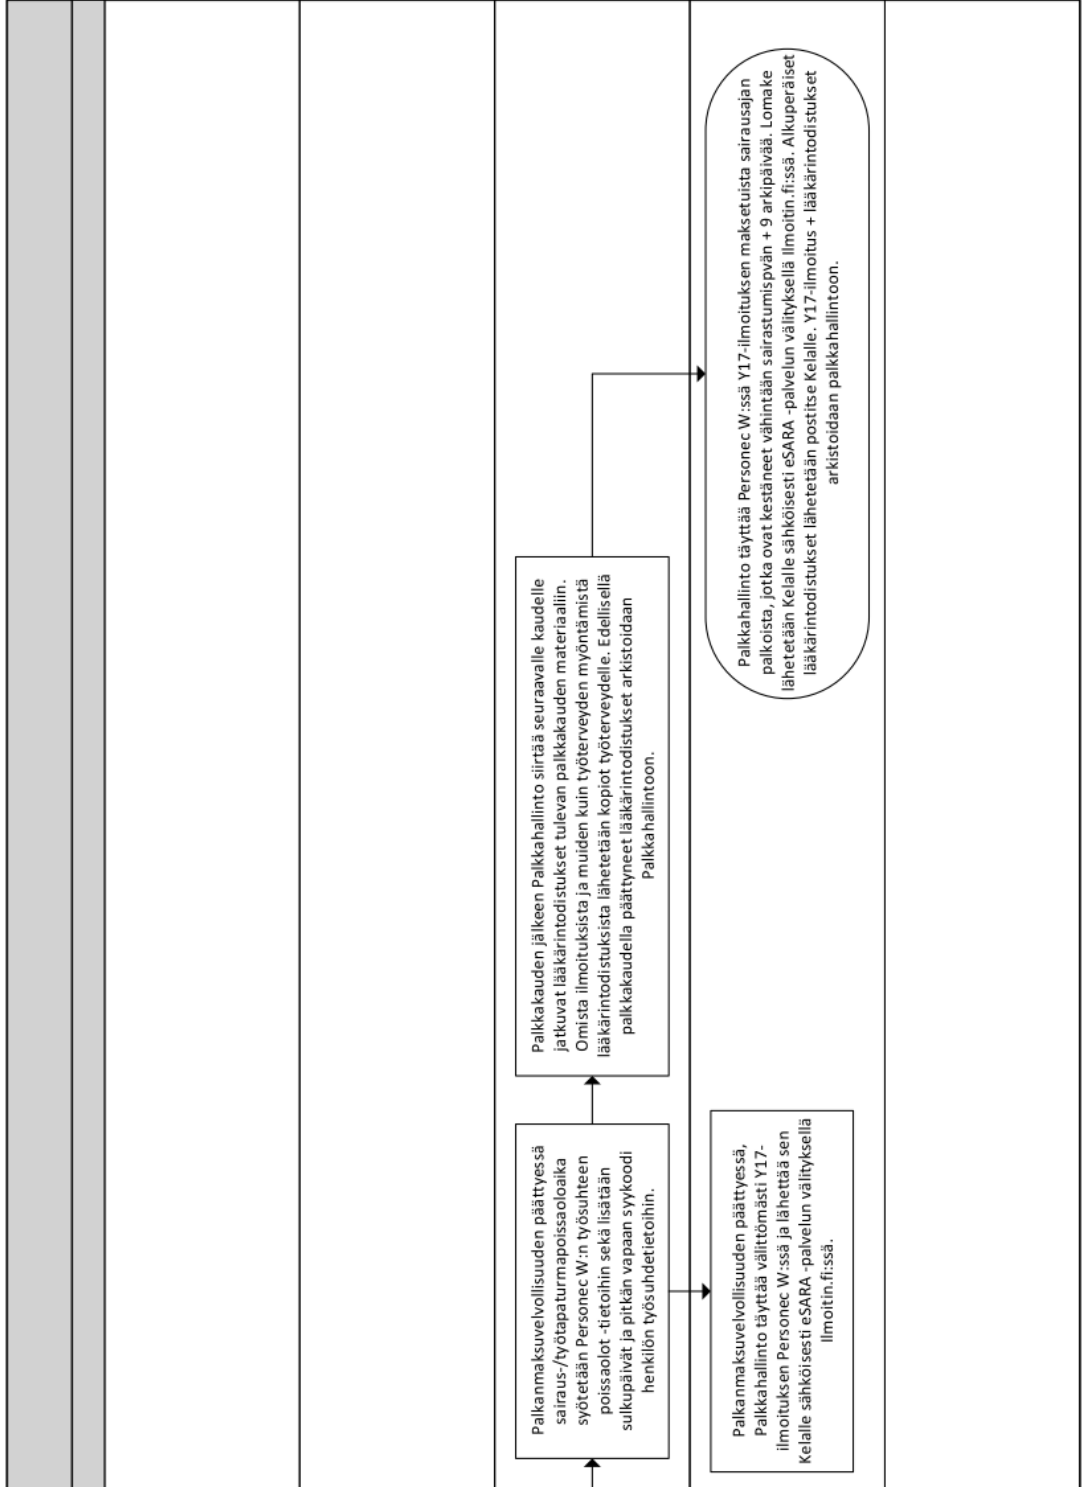 Palkanmaksuvelvollisuuden päättyessä
sairaus-/työtapaturmapoissaoloaika
syötetään Personec W:n työsuhteen
poissaolot -tietoihin sekä lisätään
sulkupäivät ja pitkän vapaan syykoodi
henkilön työsuhdetietoihin.
Palkkakauden jälkeen Palkkahallinto siirtää seuraavalle kaudelle
jatkuvat lääkärintodistukset tulevan palkkakauden materiaaliin.
Omista ilmoituksista ja muiden kuin työterveyden myöntämistä
lääkärintodistuksista lähetetään kopiot työterveydelle. Edellisellä
palkkakaudella päättyneet lääkärintodistukset arkistoidaan
Palkkahallintoon.
Palkanmaksuvelvollisuuden päättyessä,
Palkkahallinto täyttää välittömästi Y17-
ilmoituksen Personec W:ssä ja lähettää sen
Kelalle sähköisesti eSARA -palvelun välityksellä
Ilmoitin.fi:ssä.
Palkkahallinto täyttää Personec W:ssä Y17-ilmoituksen maksetuista sairausajan
palkoista, jotka ovat kestäneet vähintään sairastumispvän + 9 arkipäivää. Lomake
lähetetään Kelalle sähköisesti eSARA -palvelun välityksellä Ilmoitin.fi:ssä. Alkuperäiset
lääkärintodistukset lähetetään postitse Kelalle. Y17-ilmoitus + lääkärintodistukset
arkistoidaan palkkahallintoon.